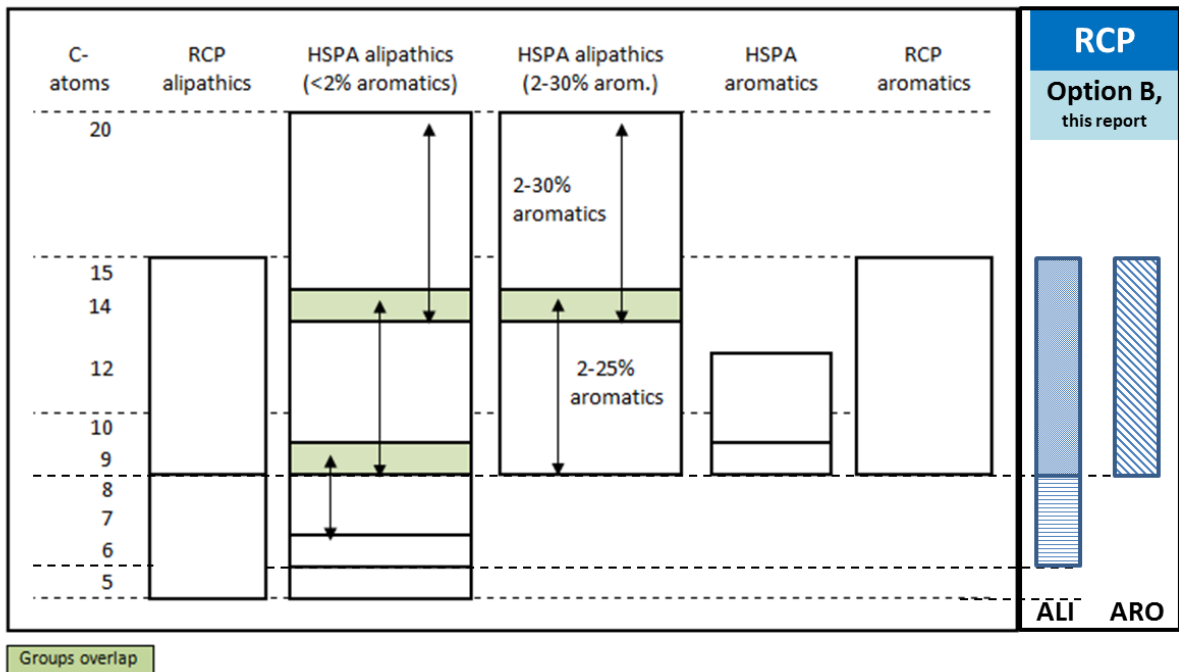 C-
atoms
RCP
alipathics
HSPA alipathics
(<2% aromatics)
HSPA alipathics
(2-30% arom.)
HSPA
aromatics
RCP
aromatics
RCP
Option B,
this report
20
2-30%
aromatics
15
14
12
2-25%
aromatics
10
9
8
7
6
5
ALI
ARO
Groups overlap